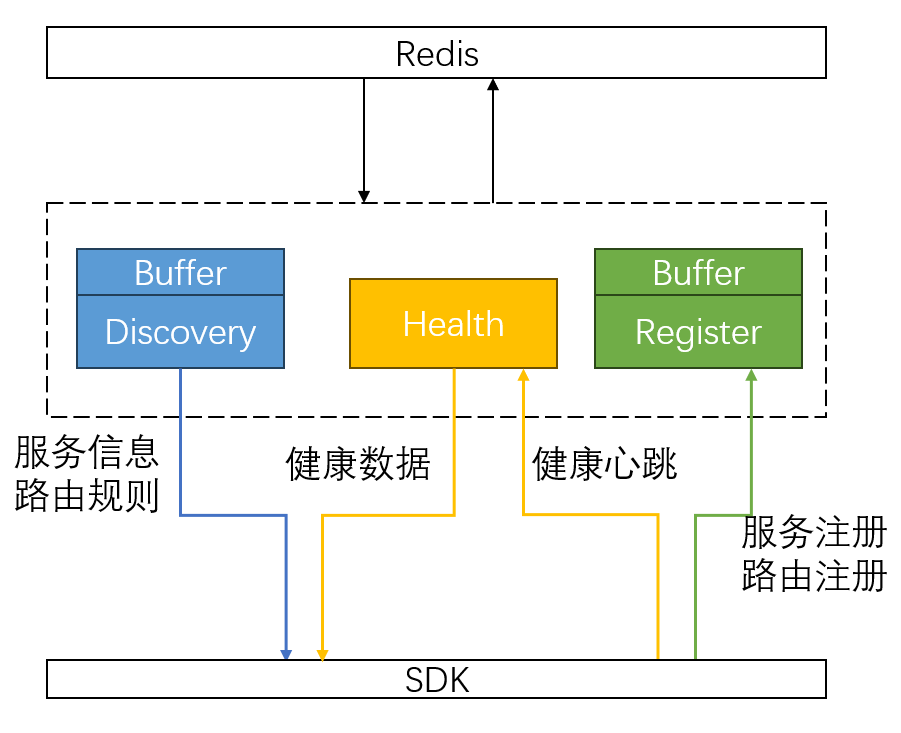 Redis
Buffer
Discovery
Health
Buffer
Register
服务信息
路由规则
健康数据
健康心跳
服务注册
路由注册
SDK